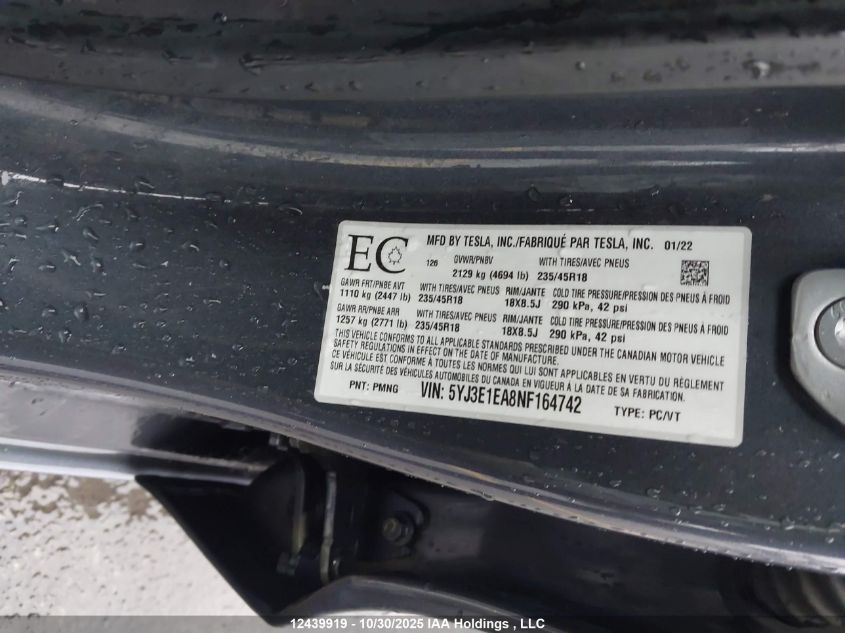 EC
MFD BY TESLA, INC./FABRIQUÉ PAR TESLA, INC. 01/22
126 GVWR/PNBV WITH TIRES/AVEC PNEUS
2129 kg (4694 lb) 235/45R18
GAWR FRT/PNBE AVT WITH TIRES/AVEC PNEUS RIM/JANTE COLD TIRE PRESSURE/PRESSION DES PNEUS À FROID
1110 kg (2447 lb) 235/45R18 18X8.5J 290 kPa, 42 psi
GAWR RR/PNBE ARR WITH TIRES/AVEC PNEUS RIM/JANTE COLD TIRE PRESSURE/PRESSION DES PNEUS À FROID
1257 kg (2771 lb) 235/45R18 18X8.5J 290 kPa, 42 psi
THIS VEHICLE CONFORMS TO ALL APPLICABLE STANDARDS PRESCRIBED UNDER THE CANADIAN MOTOR VEHICLE
SAFETY REGULATIONS IN EFFECT ON THE DATE OF MANUFACTURE.
CE VÉHICULE EST CONFORME À TOUTES LES NORMES QUI LUI SONT APPLICABLES EN VERTU DU RÈGLEMENT
SUR LA SÉCURITÉ DES VÉHICULES AUTOMOBILES DU CANADA EN VIGUEUR À LA DATE DE SA FABRICATION.
PNT: PMNG VIN: 5YJ3E1EA8NF164742 TYPE: PC/VT
12439919 - 10/30/2025 IAA Holdings , LLC